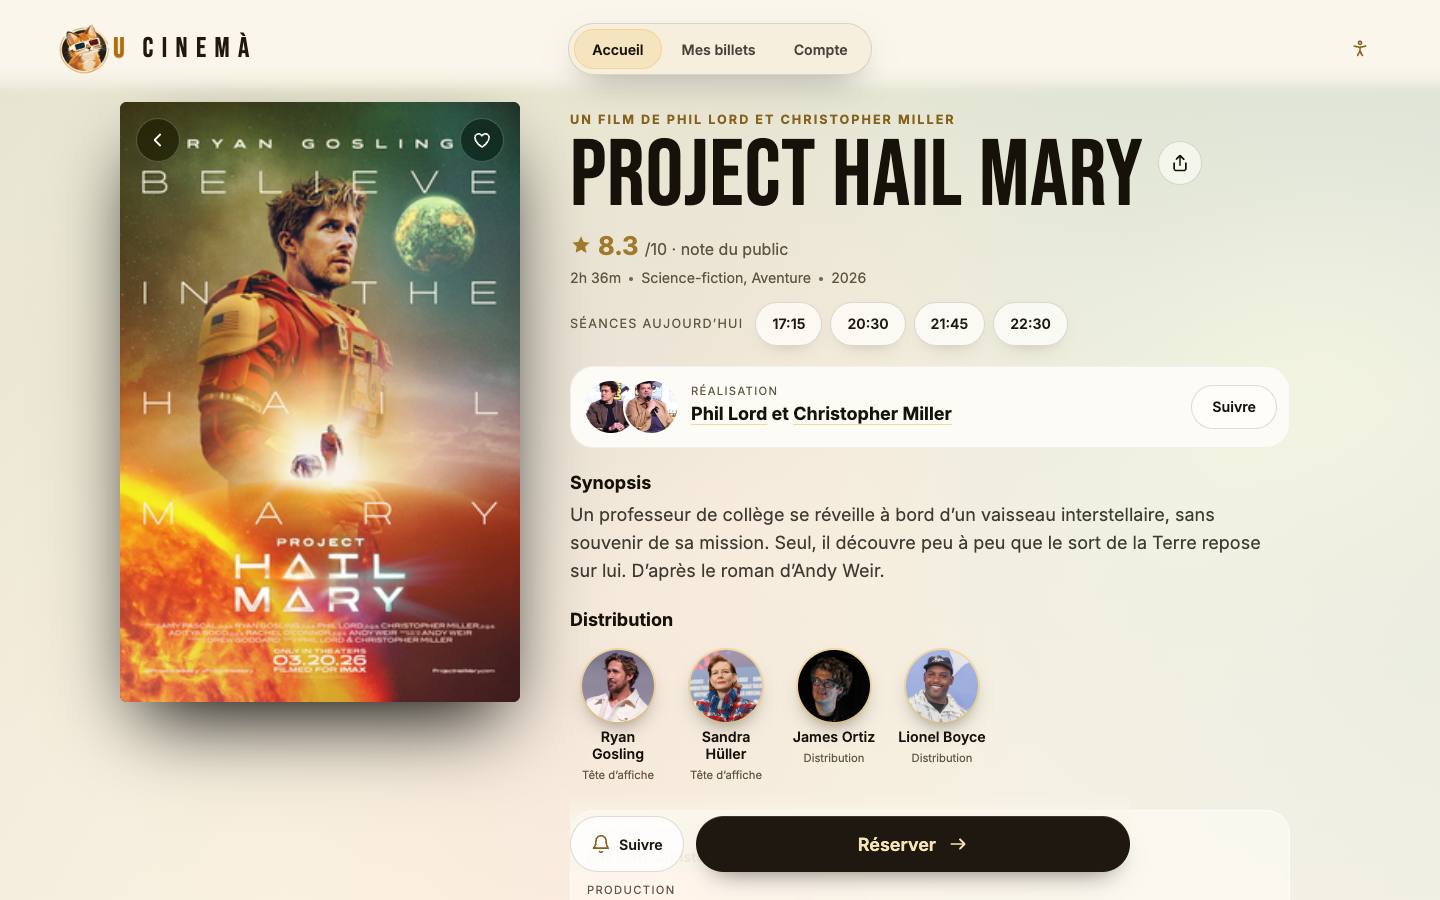 U CINEMÀ
Accueil
Mes billets
Compte
RYAN GOSLING
BELIEVE
IN THE
HAIL
MARY
PROJECT
HAIL
MARY
ONLY IN THEATERS
03.20.26
FILMED FOR IMAX
ProjectHailMary.com
UN FILM DE PHIL LORD ET CHRISTOPHER MILLER
PROJECT HAIL MARY
8.3 /10 · note du public
2h 36m • Science-fiction, Aventure • 2026
SÉANCES AUJOURD’HUI 17:15 20:30 21:45 22:30
RÉALISATION
Phil Lord et Christopher Miller
Suivre
Synopsis
Un professeur de collège se réveille à bord d’un vaisseau interstellaire, sans
souvenir de sa mission. Seul, il découvre peu à peu que le sort de la Terre repose
sur lui. D’après le roman d’Andy Weir.
Distribution
Ryan
Gosling
Tête d’affiche
Sandra
Hüller
Tête d’affiche
James Ortiz
Distribution
Lionel Boyce
Distribution
Suivre
Réserver
PRODUCTION